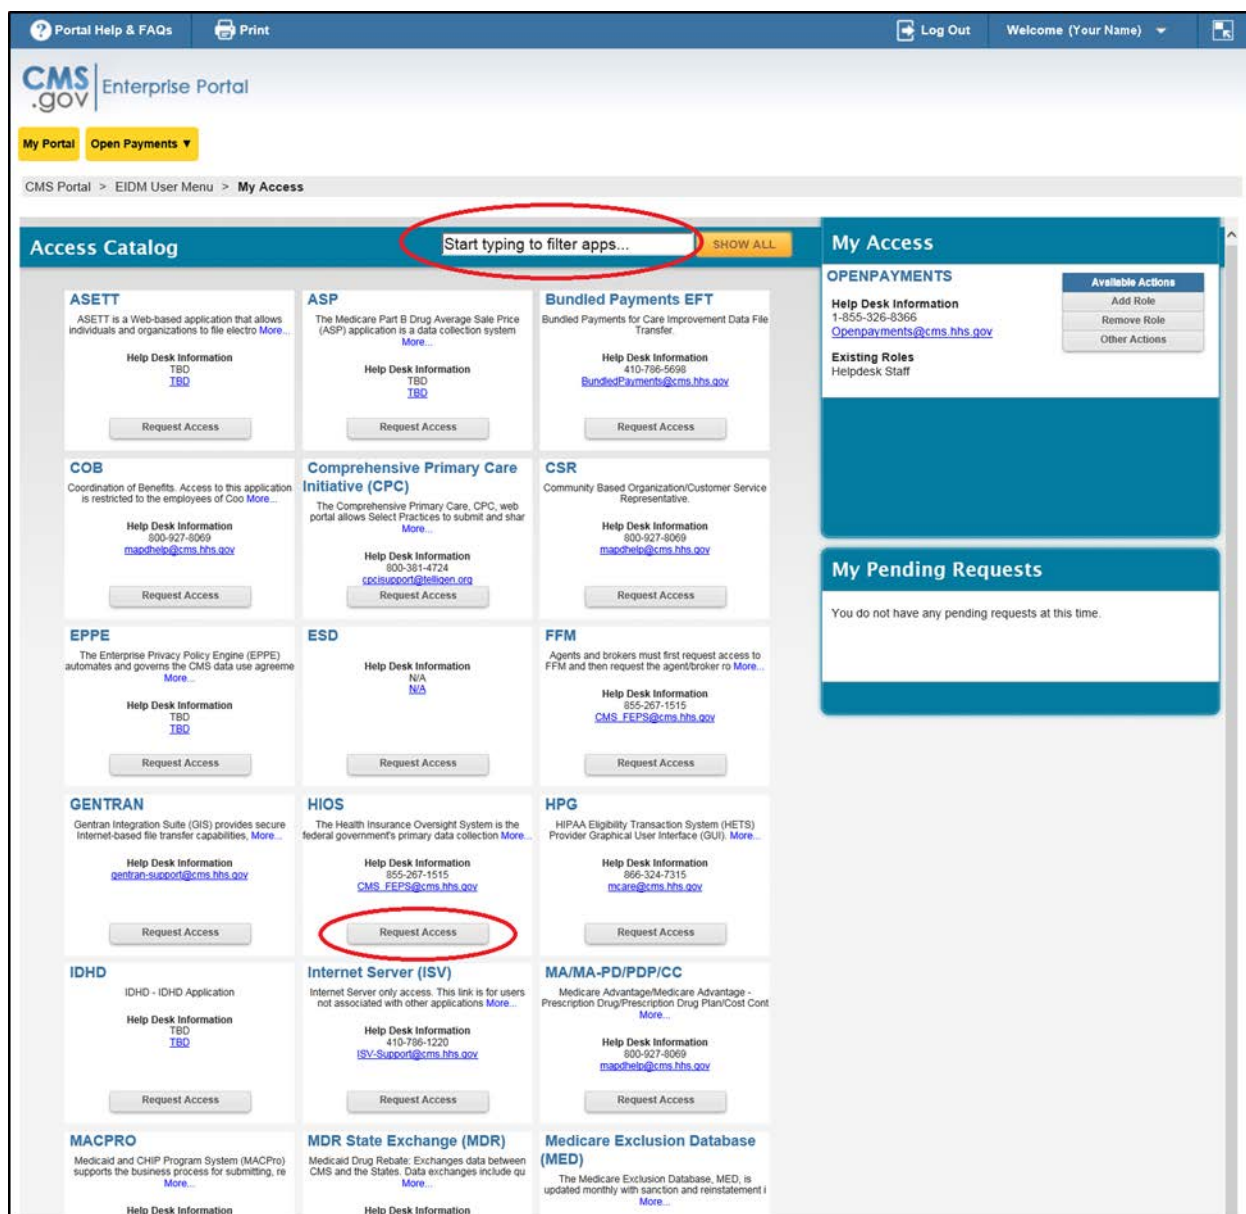 Portal Help & FAQs
Print
Log Out
Welcome (Your Name)
CMS
.gov
Enterprise Portal
My Portal
Open Payments ▼
CMS Portal > EIDM User Menu > My Access
Access Catalog
Start typing to filter apps...
SHOW ALL
ASETT
ASETT is a Web-based application that allows
individuals and organizations to file electro More...
Help Desk Information
TBD
TBD
Request Access
ASP
The Medicare Part B Drug Average Sale Price
(ASP) application is a data collection system
More...
Help Desk Information
TBD
TBD
Request Access
Bundled Payments EFT
Bundled Payments for Care Improvement Data File
Transfer.
Help Desk Information
410-786-5698
BundledPayments@cms.hhs.gov
Request Access
COB
Coordination of Benefits. Access to this application
is restricted to the employees of Coo More...
Help Desk Information
800-927-8069
mapdhelp@cms.hhs.gov
Request Access
Comprehensive Primary Care
Initiative (CPC)
The Comprehensive Primary Care, CPC, web
portal allows Select Practices to submit and shar
More...
Help Desk Information
800-381-4724
cpcisupport@telligen.org
Request Access
CSR
Community Based Organization/Customer Service
Representative.
Help Desk Information
800-927-8069
mapdhelp@cms.hhs.gov
Request Access
EPPE
The Enterprise Privacy Policy Engine (EPPE)
automates and governs the CMS data use agreeme
More...
Help Desk Information
TBD
TBD
Request Access
ESD
Help Desk Information
N/A
N/A
Request Access
FFM
Agents and brokers must first request access to
FFM and then request the agent/broker ro More...
Help Desk Information
855-267-1515
CMS_FEPS@cms.hhs.gov
Request Access
GENTRAN
Gentran Integration Suite (GIS) provides secure
Internet-based file transfer capabilities, More...
Help Desk Information
gentran-support@cms.hhs.gov
Request Access
HIOS
The Health Insurance Oversight System is the
federal government's primary data collection More...
Help Desk Information
855-267-1515
CMS_FEPS@cms.hhs.gov
Request Access
HPG
HIPAA Eligibility Transaction System (HETS)
Provider Graphical User Interface (GUI). More...
Help Desk Information
866-324-7315
mcare@cms.hhs.gov
Request Access
IDHD
IDHD - IDHD Application
Help Desk Information
TBD
TBD
Request Access
Internet Server (ISV)
Internet Server only access. This link is for users
not associated with other applications More...
Help Desk Information
410-786-1220
ISV-Support@cms.hhs.gov
Request Access
MA/MA-PD/PDP/CC
Medicare Advantage/Medicare Advantage -
Prescription Drug/Prescription Drug Plan/Cost Cont
More...
Help Desk Information
800-927-8069
mapdhelp@cms.hhs.gov
Request Access
MACPRO
Medicaid and CHIP Program System (MACPro)
supports the business process for submitting, re
More...
Help Desk Information
MDR State Exchange (MDR)
Medicaid Drug Rebate: Exchanges data between
CMS and the States. Data exchanges include qu
More...
Help Desk Information
Medicare Exclusion Database
(MED)
The Medicare Exclusion Database, MED, is
updated monthly with sanction and reinstatement i
More...
My Access
OPENPAYMENTS
Help Desk Information
1-855-326-8366
Openpayments@cms.hhs.gov
Existing Roles
Helpdesk Staff
Available Actions
Add Role
Remove Role
Other Actions
My Pending Requests
You do not have any pending requests at this time.